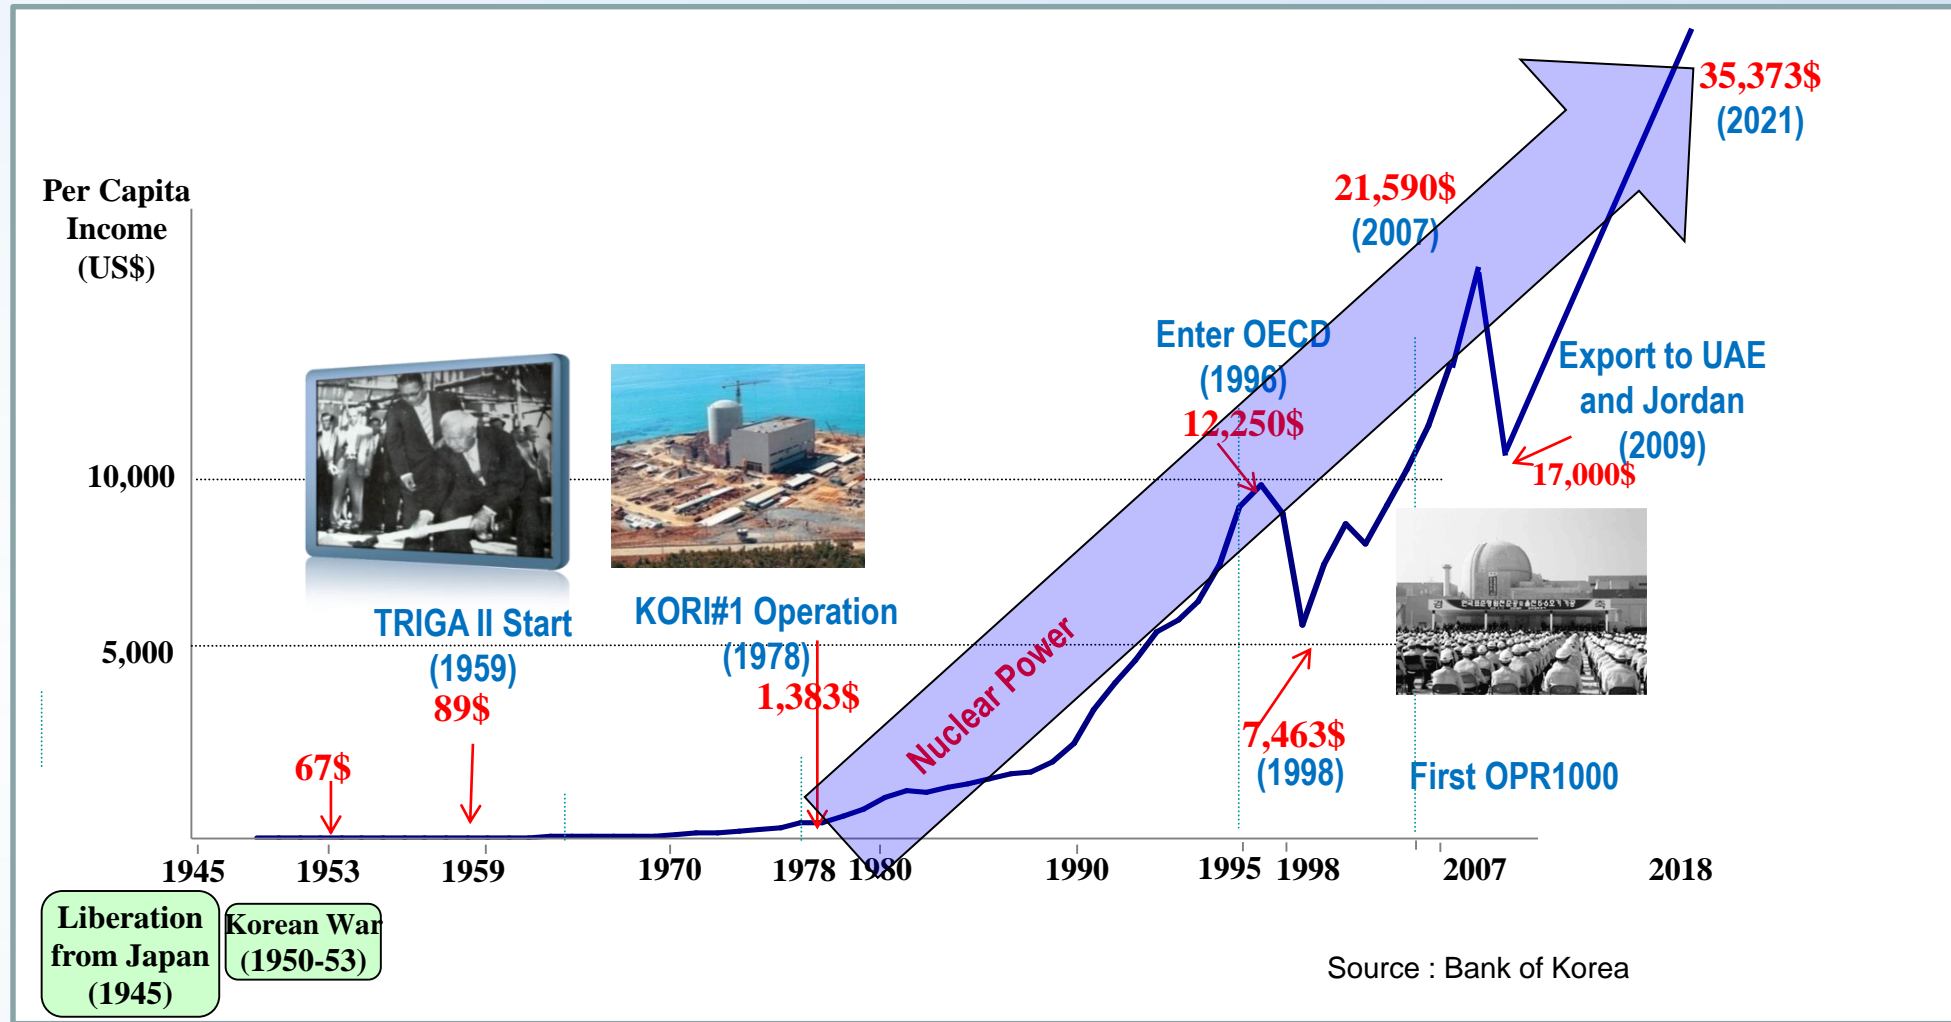 Per Capita
Income
(US$)
10,000
5,000
67$
TRIGA II Start
(1959)
89$
KORI#1 Operation
(1978)
1,383$
Nuclear Power
Enter OECD
(1996)
12,250$
7,463$
(1998)
21,590$
(2007)
35,373$
(2021)
Export to UAE
and Jordan
(2009)
17,000$
First OPR1000
1945
1953
1959
1970
1978
1980
1990
1995
1998
2007
2018
Liberation
from Japan
(1945)
Korean War
(1950-53)
Source : Bank of Korea